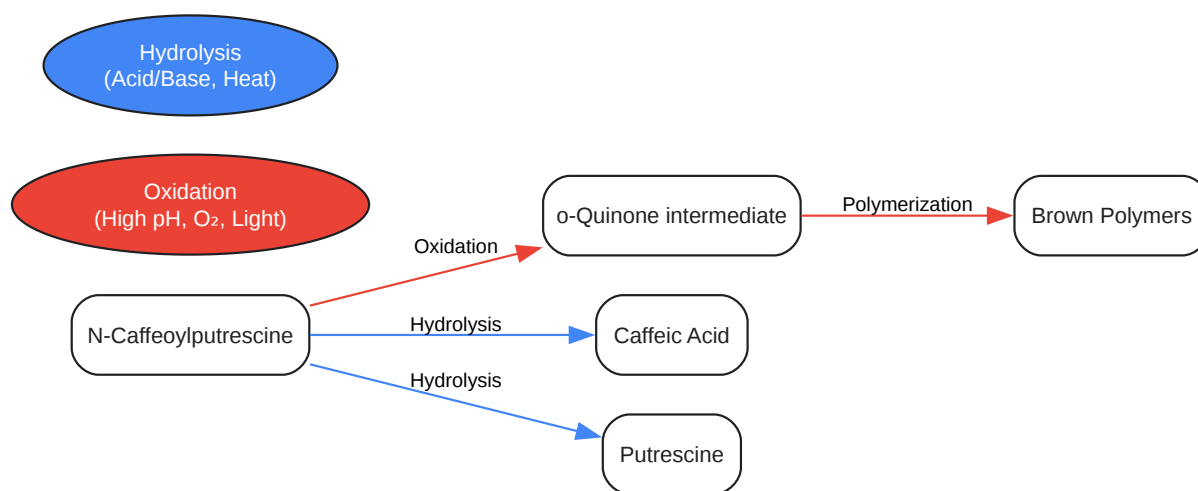 Hydrolysis
(Acid/Base, Heat)
Oxidation
(High pH, O₂, Light)
o-Quinone intermediate
Polymerization
Brown Polymers
Oxidation
N-Caffeoylputrescine
Hydrolysis
Caffeic Acid
Hydrolysis
Putrescine